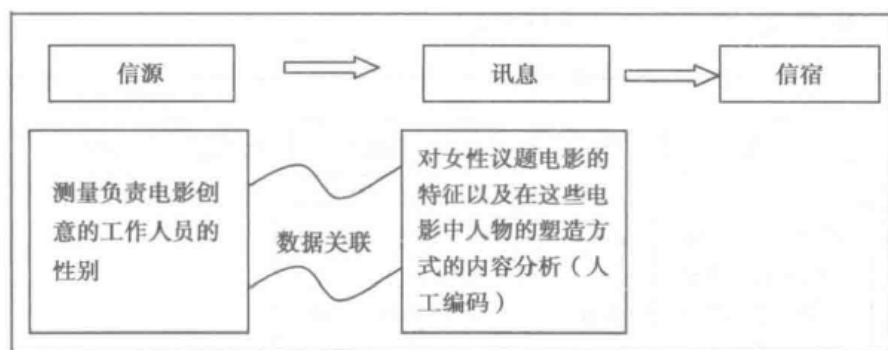 信源
讯息
信宿
测量负责电影创
意的工作人员的
性别
数据关联
对女性议题电影的
特征以及在这些电
影中人物的塑造方
式的内容分析（人
工编码）